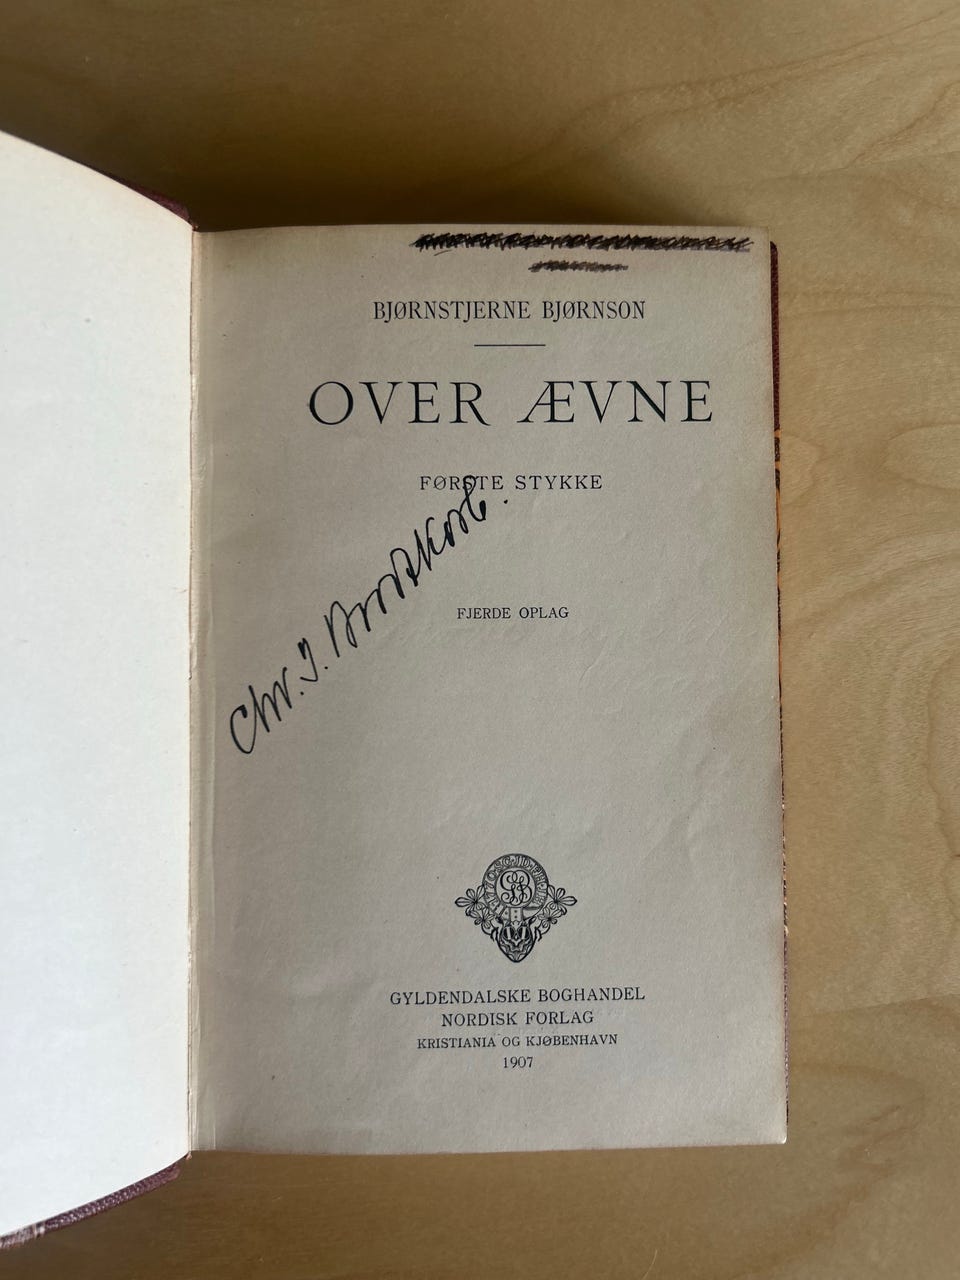 BJØRNSTJERNE BJØRNSON
OVER ÆVNE
FØRSTE STYKKE
Chr. J.
FJERDE OPLAG
GYLDENDALSKE BOGHANDEL
NORDISK FORLAG
KRISTIANIA OG KJØBENHAVN
1907